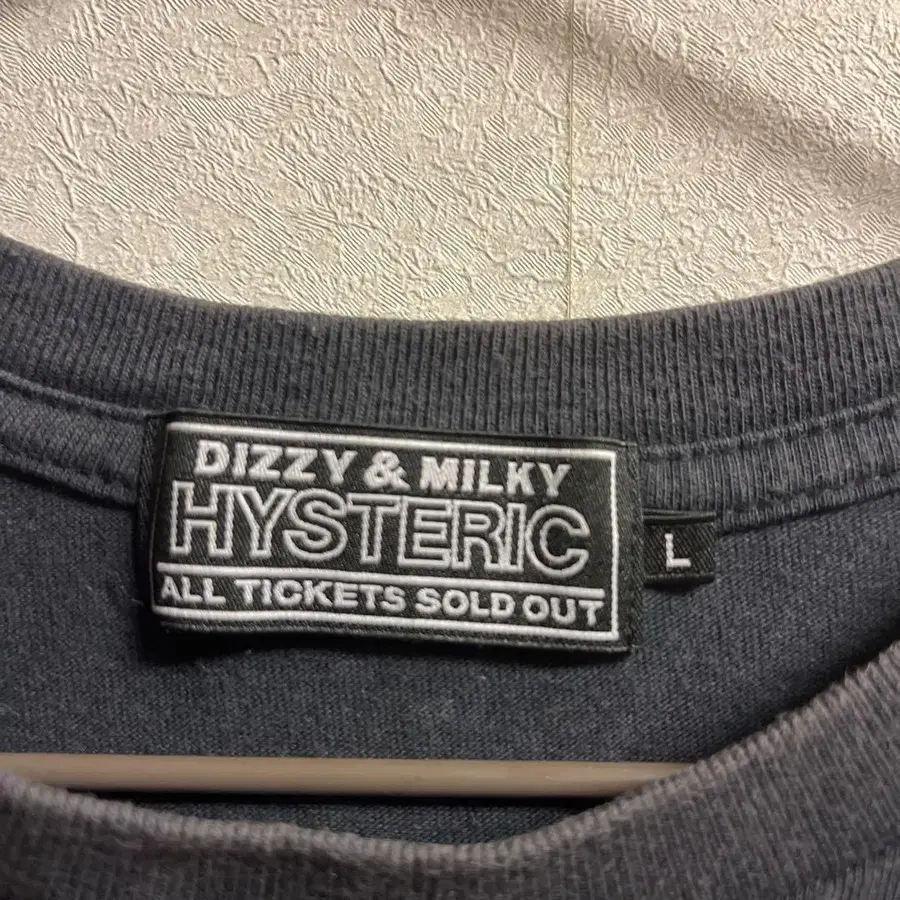 DIZZY & MILKY
HYSTERIC
ALL TICKETS SOLD OUT
L